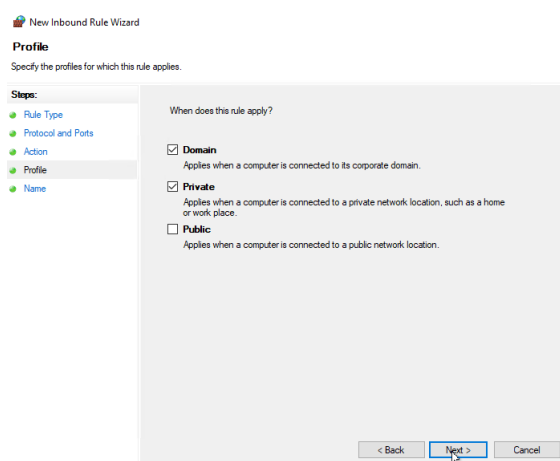 New Inbound Rule Wizard
Profile
Specify the profiles for which this rule applies.
Steps:
Rule Type
Protocol and Ports
Action
Profile
Name
When does this rule apply?
Domain
Applies when a computer is connected to its corporate domain.
Private
Applies when a computer is connected to a private network location, such as a home
or work place.
Public
Applies when a computer is connected to a public network location.
< Back
Next >
Cancel